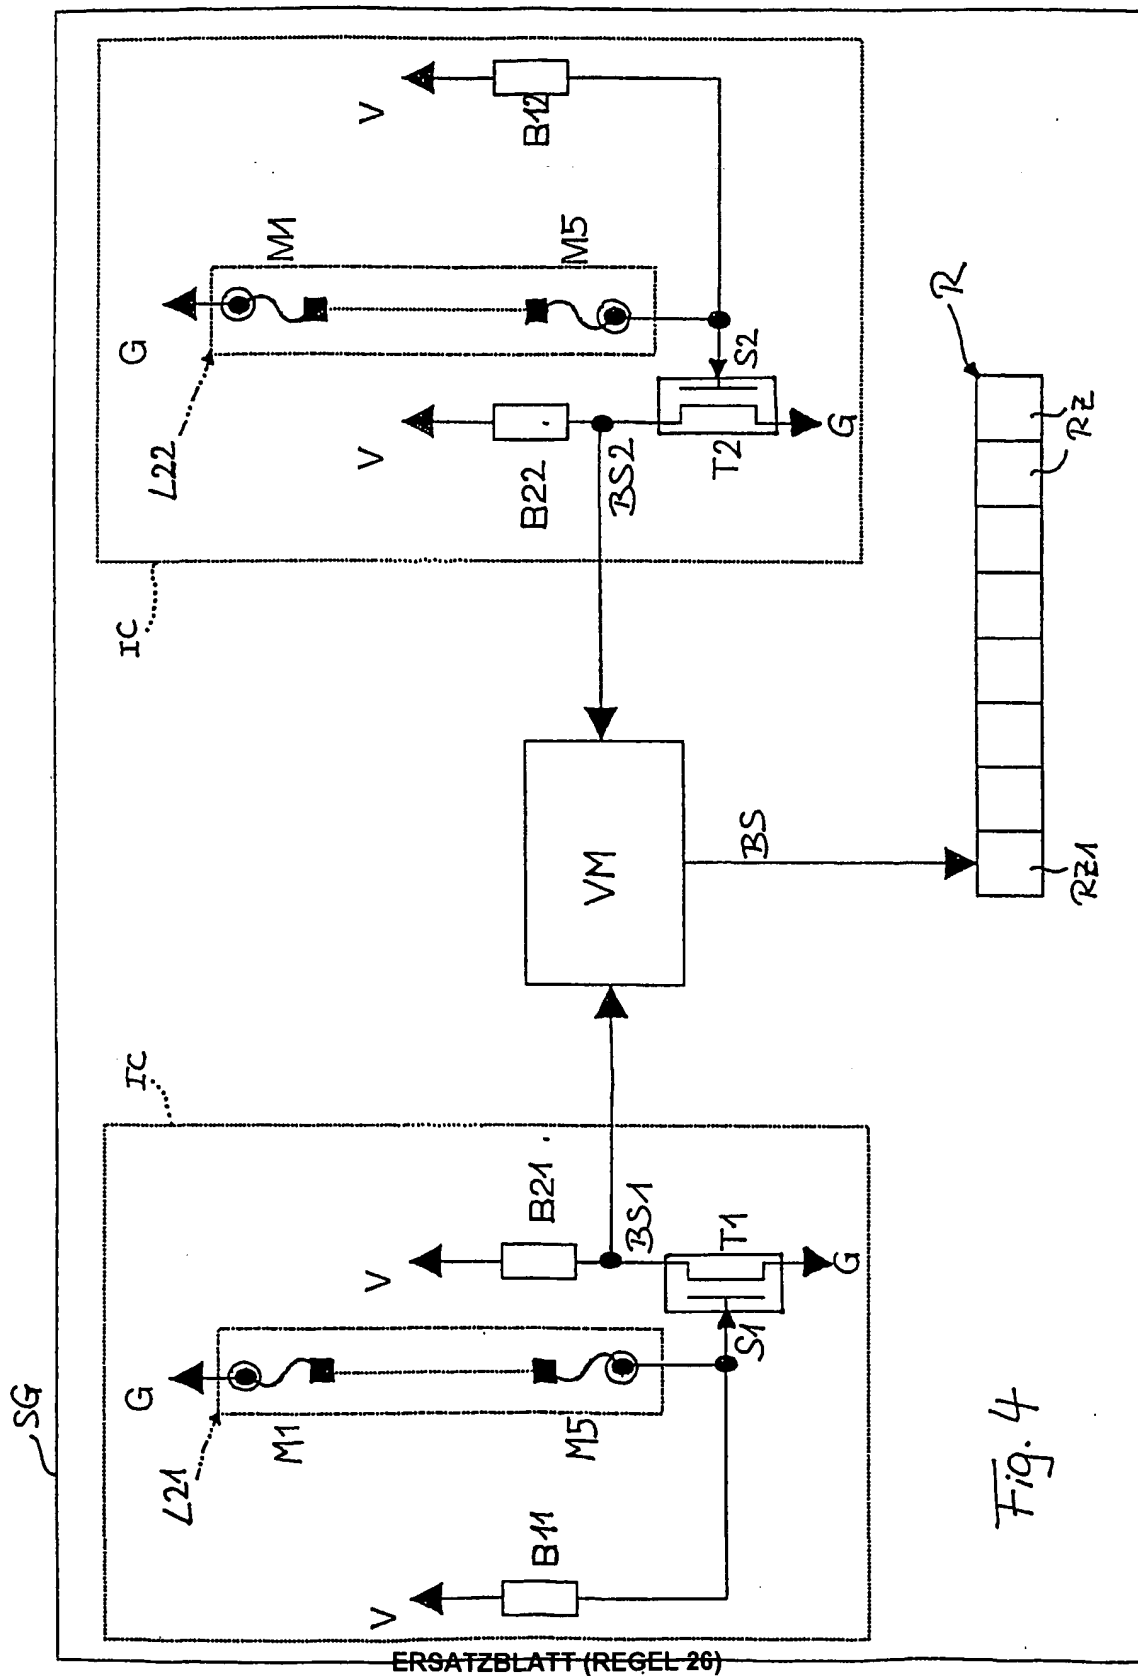 SG
IC
IC
L21
G
M1
M5
V
B11
V
B21
BS1
S1
T1
G
VM
BS
L22
G
M1
M5
V
B22
BS2
V
B12
S2
T2
G
R
RZ
RZ1
Fig. 4
ERSATZBLATT (REGEL 26)